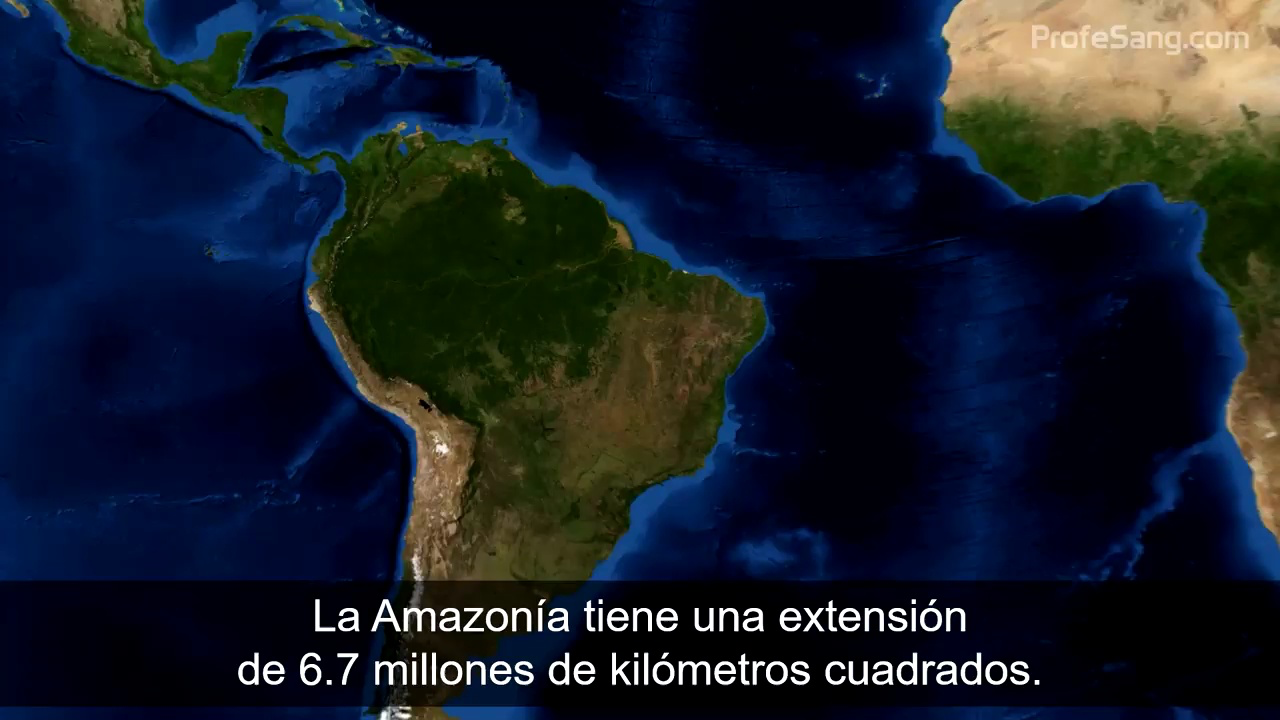 ProfeSang.com
La Amazonía tiene una extensión
de 6.7 millones de kilómetros cuadrados.